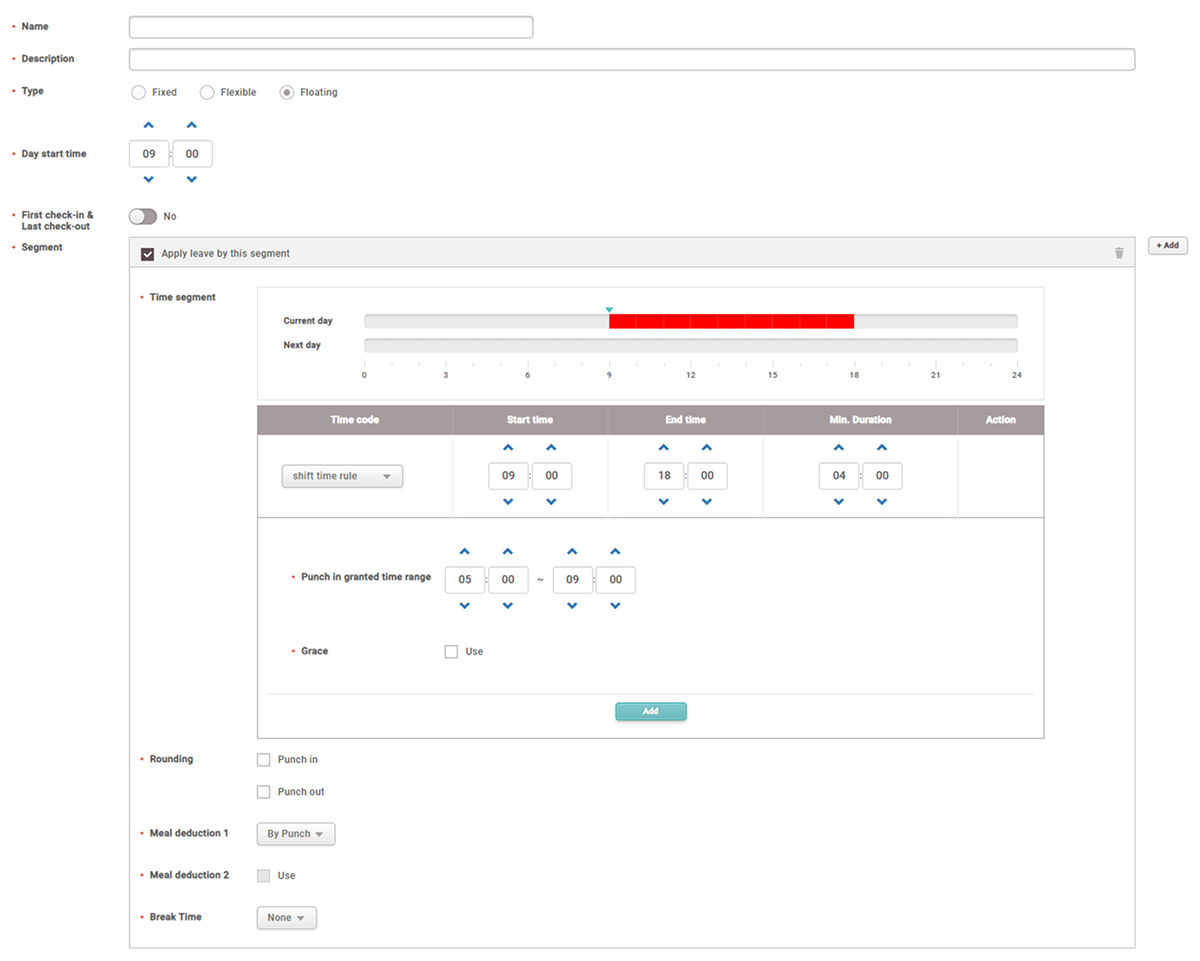 Name
Description
Type
Fixed
Flexible
Floating
Day start time
09 : 00
First check-in &
Last check-out
No
Segment
Apply leave by this segment
+ Add
Time segment
Current day
Next day
0 3 6 9 12 15 18 21 24
Time code Start time End time Min. Duration Action
shift time rule 09 : 00 18 : 00 04 : 00
Punch in granted time range 05 : 00 ~ 09 : 00
Grace Use
Add
Rounding Punch in
Punch out
Meal deduction 1 By Punch
Meal deduction 2 Use
Break Time None